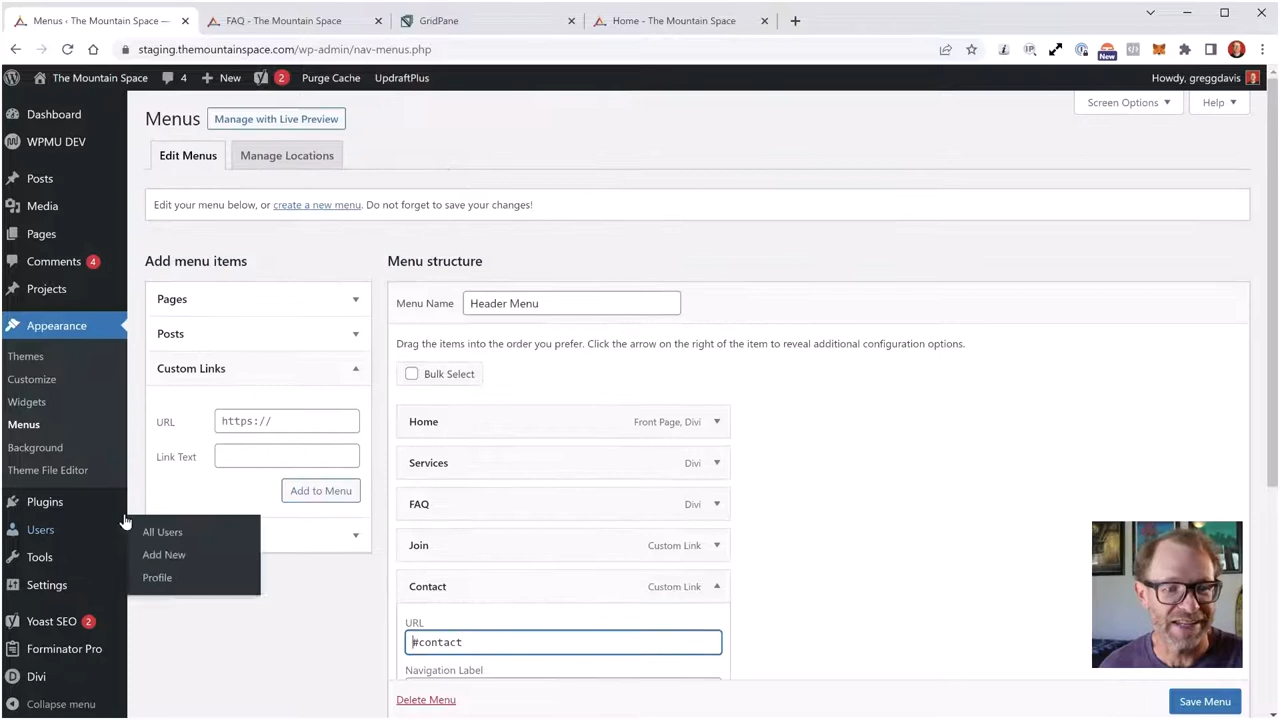 Menus ‹ The Mountain Space —
FAQ - The Mountain Space
GridPane
Home - The Mountain Space
staging.themountainspace.com/wp-admin/nav-menus.php
New
The Mountain Space
4
New
2
Purge Cache
UpdraftPlus
Howdy, greggdavis
Dashboard
WPMU DEV
Posts
Media
Pages
Comments 4
Projects
Appearance
Themes
Customize
Widgets
Menus
Background
Theme File Editor
Plugins
Users
Tools
Settings
Yoast SEO 2
Forminator Pro
Divi
Collapse menu
All Users
Add New
Profile
Screen Options
Help
Menus
Manage with Live Preview
Edit Menus
Manage Locations
Edit your menu below, or create a new menu. Do not forget to save your changes!
Add menu items
Pages
Posts
Custom Links
URL https://
Link Text
Add to Menu
Menu structure
Menu Name Header Menu
Drag the items into the order you prefer. Click the arrow on the right of the item to reveal additional configuration options.
Bulk Select
Home Front Page, Divi
Services Divi
FAQ Divi
Join Custom Link
Contact Custom Link
URL
#contact
Navigation Label
Delete Menu
Save Menu